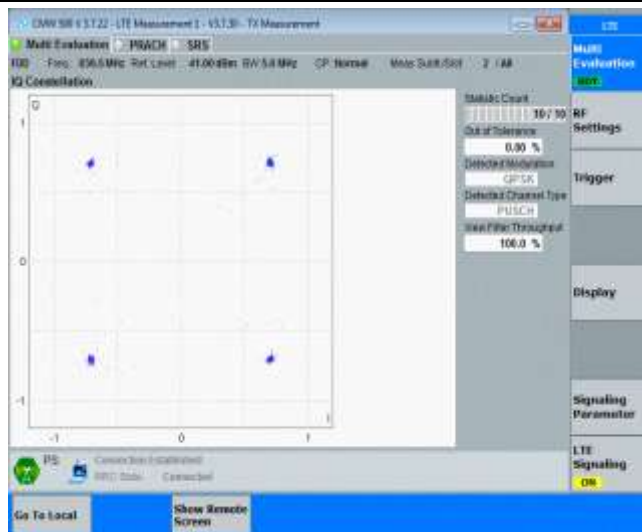 CMW 500 V 3.7.22 - LTE Measurement 1 - V3.7.30 - TX Measurement
LTE
Multi Evaluation PRACH SRS
Multi Evaluation
RDY
FDD Freq.: 836.5 MHz Ref. Level: 41.00 dBm BW: 5.0 MHz CP: Normal Meas Subfr./Slot 2 / All
IQ Constellation
Q
1
0
-1
-1
0
1
I
Statistic Count
10 / 10
Out of Tolerance
0.00 %
Detected Modulation
QPSK
Detected Channel Type
PUSCH
View Filter Throughput
100.0 %
RF Settings
Trigger
Display
Signaling Parameter
LTE Signaling
ON
PS
Connection Established
RRC State Connected
Go To Local
Show Remote Screen